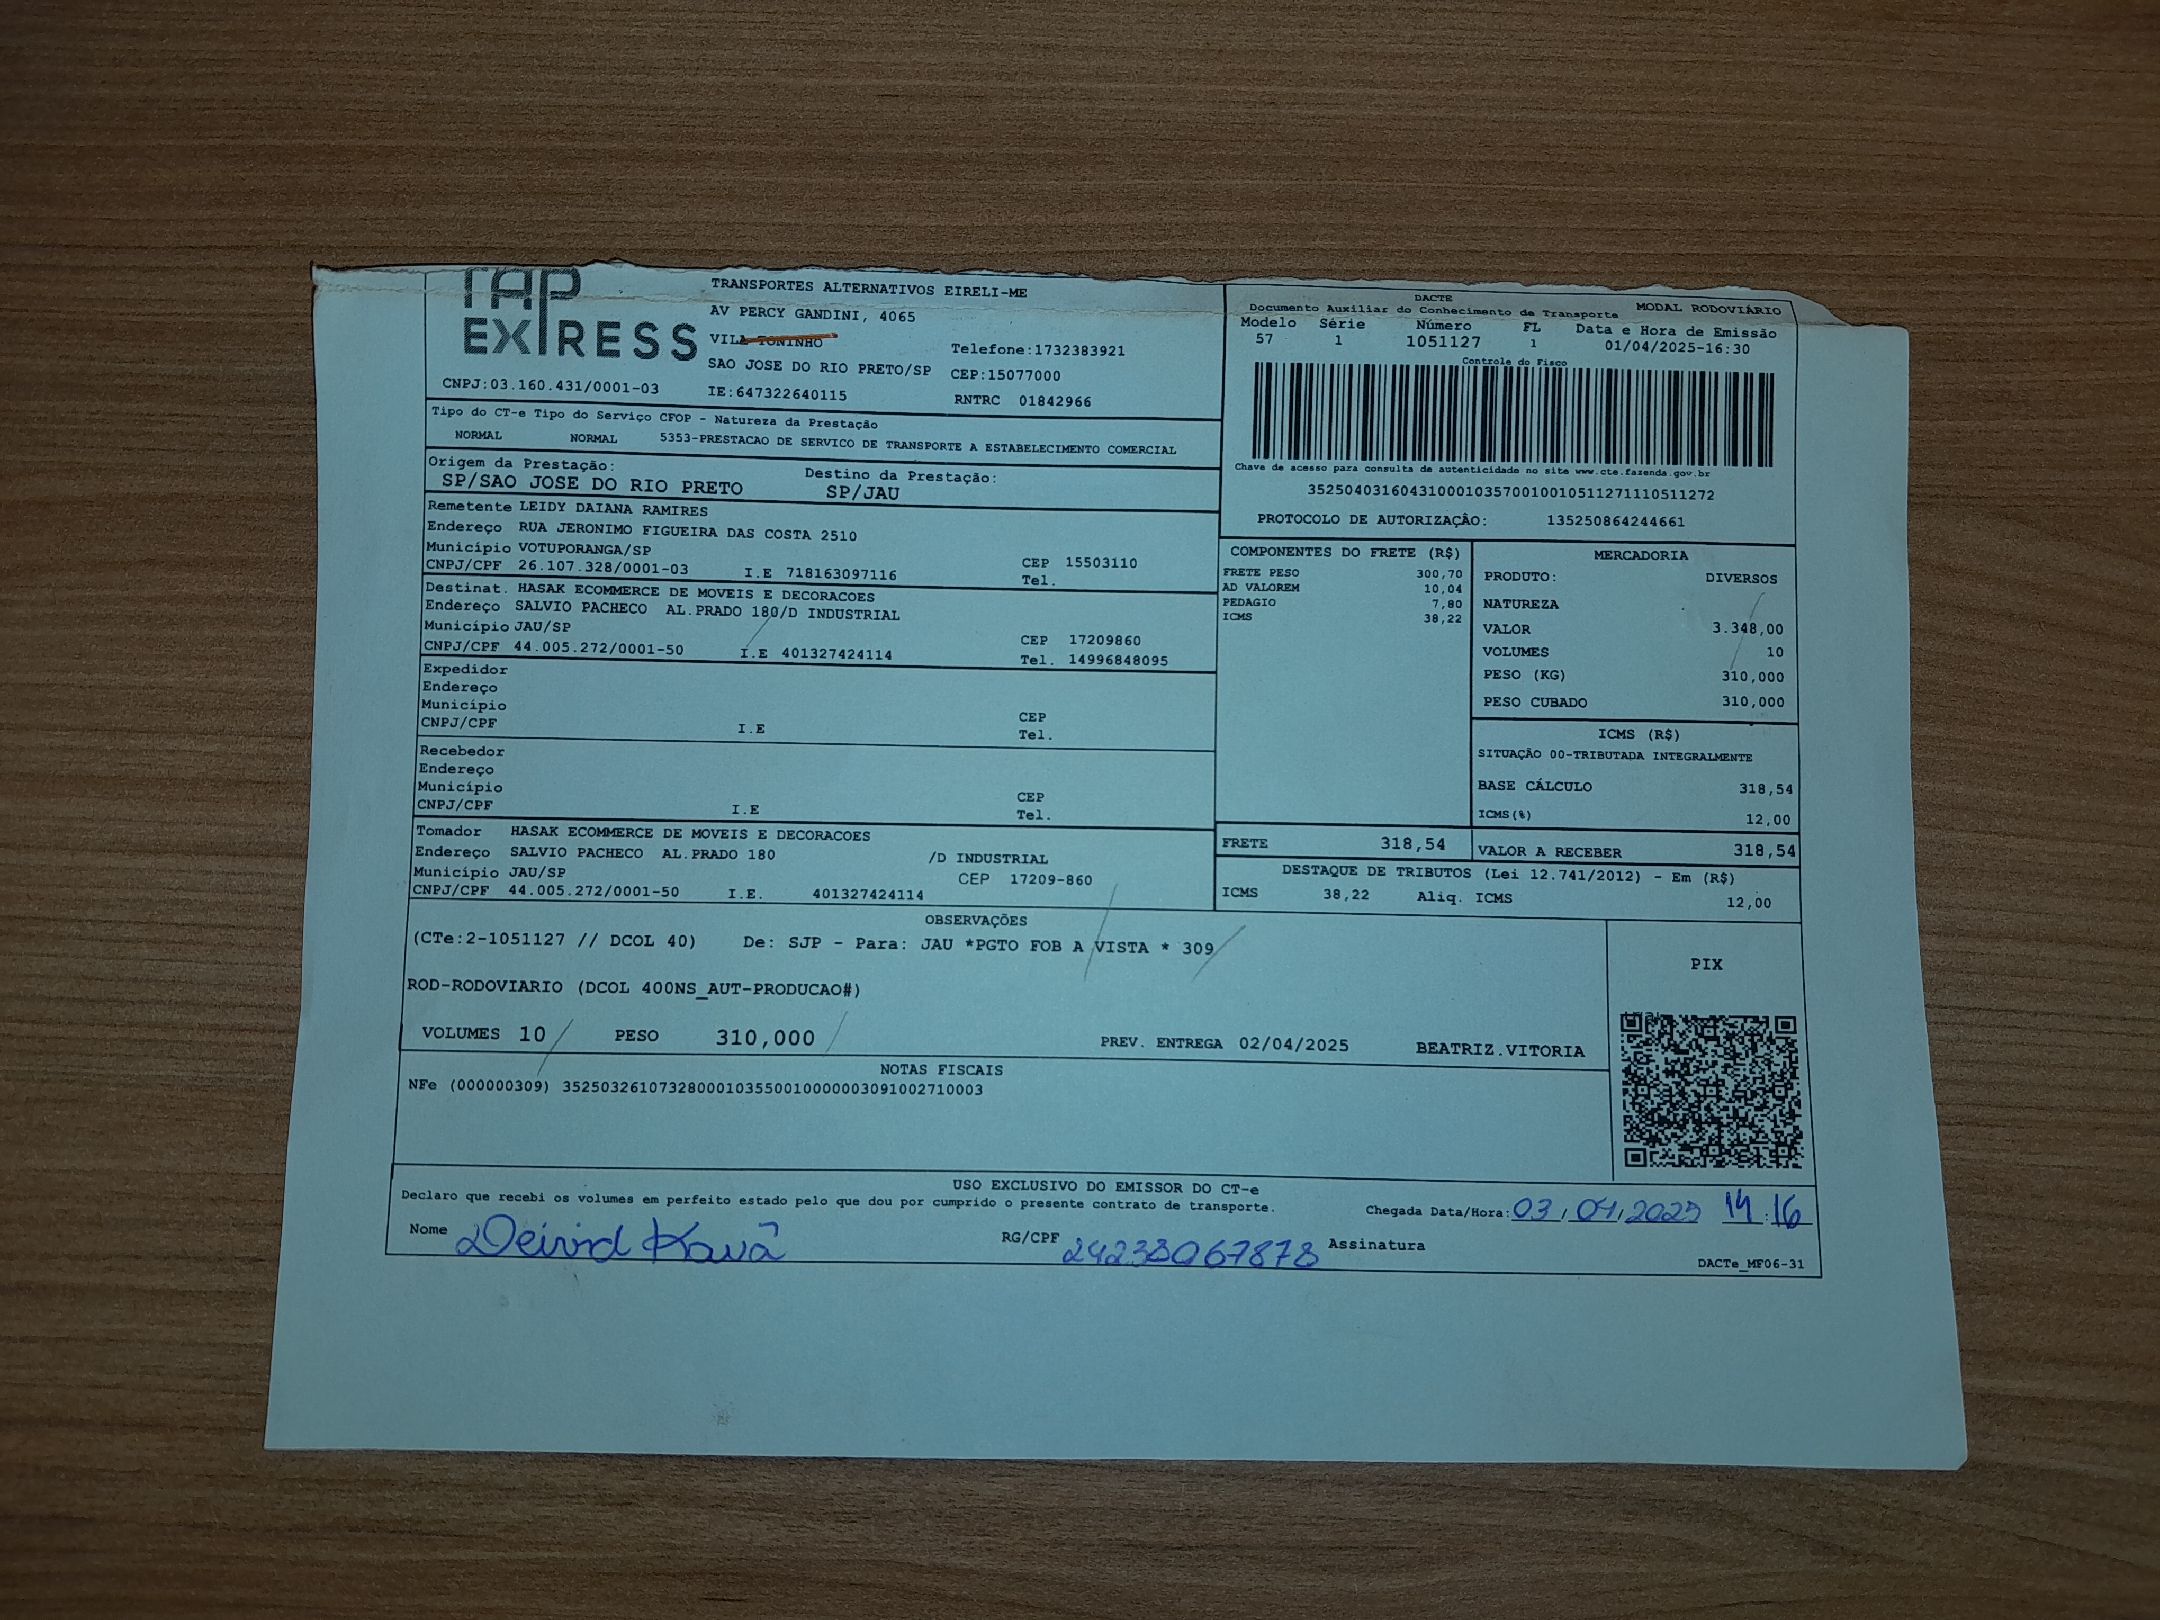 TAP
EXPRESS
TRANSPORTES ALTERNATIVOS EIRELI-ME
AV PERCY GANDINI, 4065
VILA TONINHO
Telefone:1732383921
SAO JOSE DO RIO PRETO/SP CEP:15077000
CNPJ:03.160.431/0001-03 IE:647322640115 RNTRC 01842966
DACTE
Documento Auxiliar do Conhecimento de Transporte MODAL RODOVIÁRIO
Modelo Série Número FL Data e Hora de Emissão
57 1 1051127 1 01/04/2025-16:30
Controle do Fisco
Chave de acesso para consulta de autenticidade no site www.cte.fazenda.gov.br
35250403160431000103570010010511271110511272
PROTOCOLO DE AUTORIZAÇÃO: 135250864244661
Tipo do CT-e Tipo do Serviço CFOP - Natureza da Prestação
NORMAL NORMAL 5353-PRESTACAO DE SERVICO DE TRANSPORTE A ESTABELECIMENTO COMERCIAL
Origem da Prestação: Destino da Prestação:
SP/SAO JOSE DO RIO PRETO SP/JAU
Remetente LEIDY DAIANA RAMIRES
Endereço RUA JERONIMO FIGUEIRA DAS COSTA 2510
Município VOTUPORANGA/SP CEP 15503110
CNPJ/CPF 26.107.328/0001-03 I.E 718163097116 Tel.
Destinat. HASAK ECOMMERCE DE MOVEIS E DECORACOES
Endereço SALVIO PACHECO AL.PRADO 180/D INDUSTRIAL
Município JAU/SP CEP 17209860
CNPJ/CPF 44.005.272/0001-50 I.E 401327424114 Tel. 14996848095
Expedidor
Endereço
Município CEP
CNPJ/CPF I.E Tel.
Recebedor
Endereço
Município CEP
CNPJ/CPF I.E Tel.
Tomador HASAK ECOMMERCE DE MOVEIS E DECORACOES
Endereço SALVIO PACHECO AL.PRADO 180 /D INDUSTRIAL
Município JAU/SP CEP 17209-860
CNPJ/CPF 44.005.272/0001-50 I.E. 401327424114
COMPONENTES DO FRETE (R$)
FRETE PESO 300,70
AD VALOREM 10,04
PEDAGIO 7,80
ICMS 38,22
MERCADORIA
PRODUTO: DIVERSOS
NATUREZA
VALOR 3.348,00
VOLUMES 10
PESO (KG) 310,000
PESO CUBADO 310,000
ICMS (R$)
SITUAÇÃO 00-TRIBUTADA INTEGRALMENTE
BASE CÁLCULO 318,54
ICMS(%) 12,00
FRETE 318,54 VALOR A RECEBER 318,54
DESTAQUE DE TRIBUTOS (Lei 12.741/2012) - Em (R$)
ICMS 38,22 Aliq. ICMS 12,00
OBSERVAÇÕES
(CTe:2-1051127 // DCOL 40) De: SJP - Para: JAU *PGTO FOB A VISTA * 309
ROD-RODOVIARIO (DCOL 400NS_AUT-PRODUCAO#)
VOLUMES 10 PESO 310,000 PREV. ENTREGA 02/04/2025 BEATRIZ.VITORIA
PIX
NOTAS FISCAIS
NFe (000000309) 35250326107328000103550010000003091002710003
USO EXCLUSIVO DO EMISSOR DO CT-e
Declaro que recebi os volumes em perfeito estado pelo que dou por cumprido o presente contrato de transporte.
Chegada Data/Hora: 03/04/2025 14:16
Nome Deivid Kauã RG/CPF 24238067878 Assinatura
DACTe_MF06-31